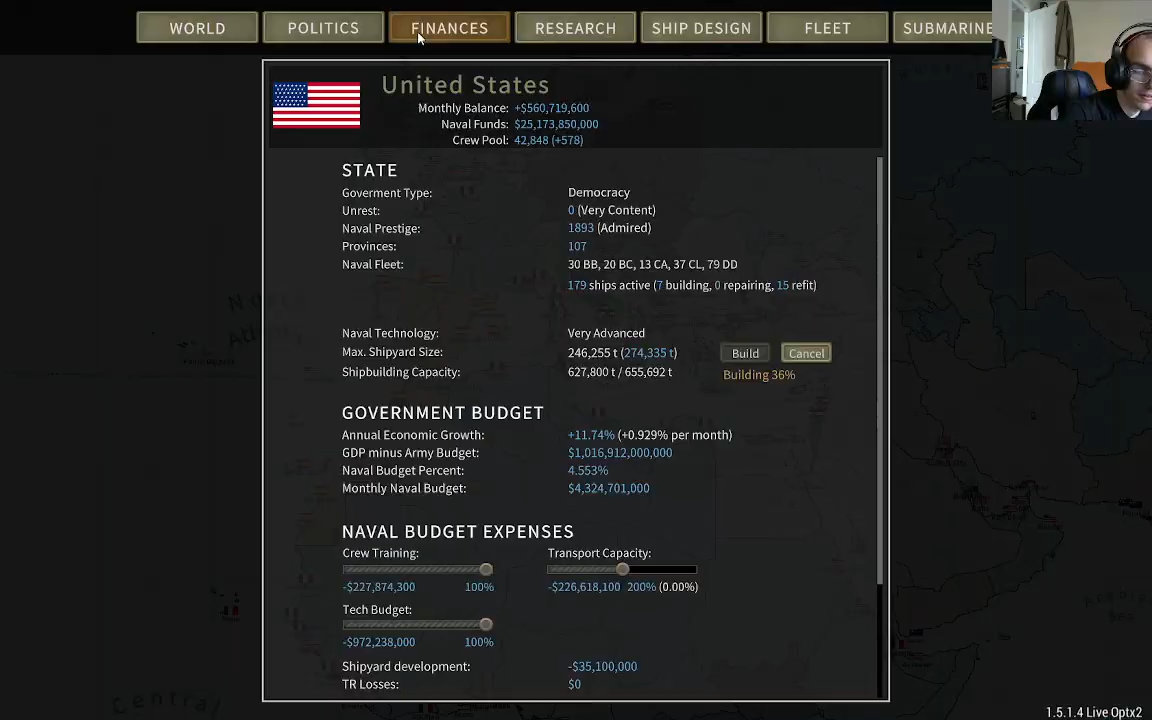 WORLD POLITICS FINANCES RESEARCH SHIP DESIGN FLEET SUBMARINE
United States
Monthly Balance: +$560,719,600
Naval Funds: $25,173,850,000
Crew Pool: 42,848 (+578)
STATE
Goverment Type: Democracy
Unrest: 0 (Very Content)
Naval Prestige: 1893 (Admired)
Provinces: 107
Naval Fleet: 30 BB, 20 BC, 13 CA, 37 CL, 79 DD
179 ships active (7 building, 0 repairing, 15 refit)
Naval Technology: Very Advanced
Max. Shipyard Size: 246,255 t (274,335 t) Build Cancel
Shipbuilding Capacity: 627,800 t / 655,692 t Building 36%
GOVERNMENT BUDGET
Annual Economic Growth: +11.74% (+0.929% per month)
GDP minus Army Budget: $1,016,912,000,000
Naval Budget Percent: 4.553%
Monthly Naval Budget: $4,324,701,000
NAVAL BUDGET EXPENSES
Crew Training: Transport Capacity:
-$227,874,300 100% -$226,618,100 200% (0.00%)
Tech Budget:
-$972,238,000 100%
Shipyard development: -$35,100,000
TR Losses: $0
1.5.1.4 Live Optx2